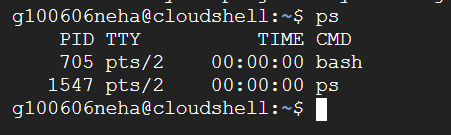 g100606neha@cloudshell:~$ ps
    PID TTY          TIME CMD
    705 pts/2    00:00:00 bash
   1547 pts/2    00:00:00 ps
g100606neha@cloudshell:~$